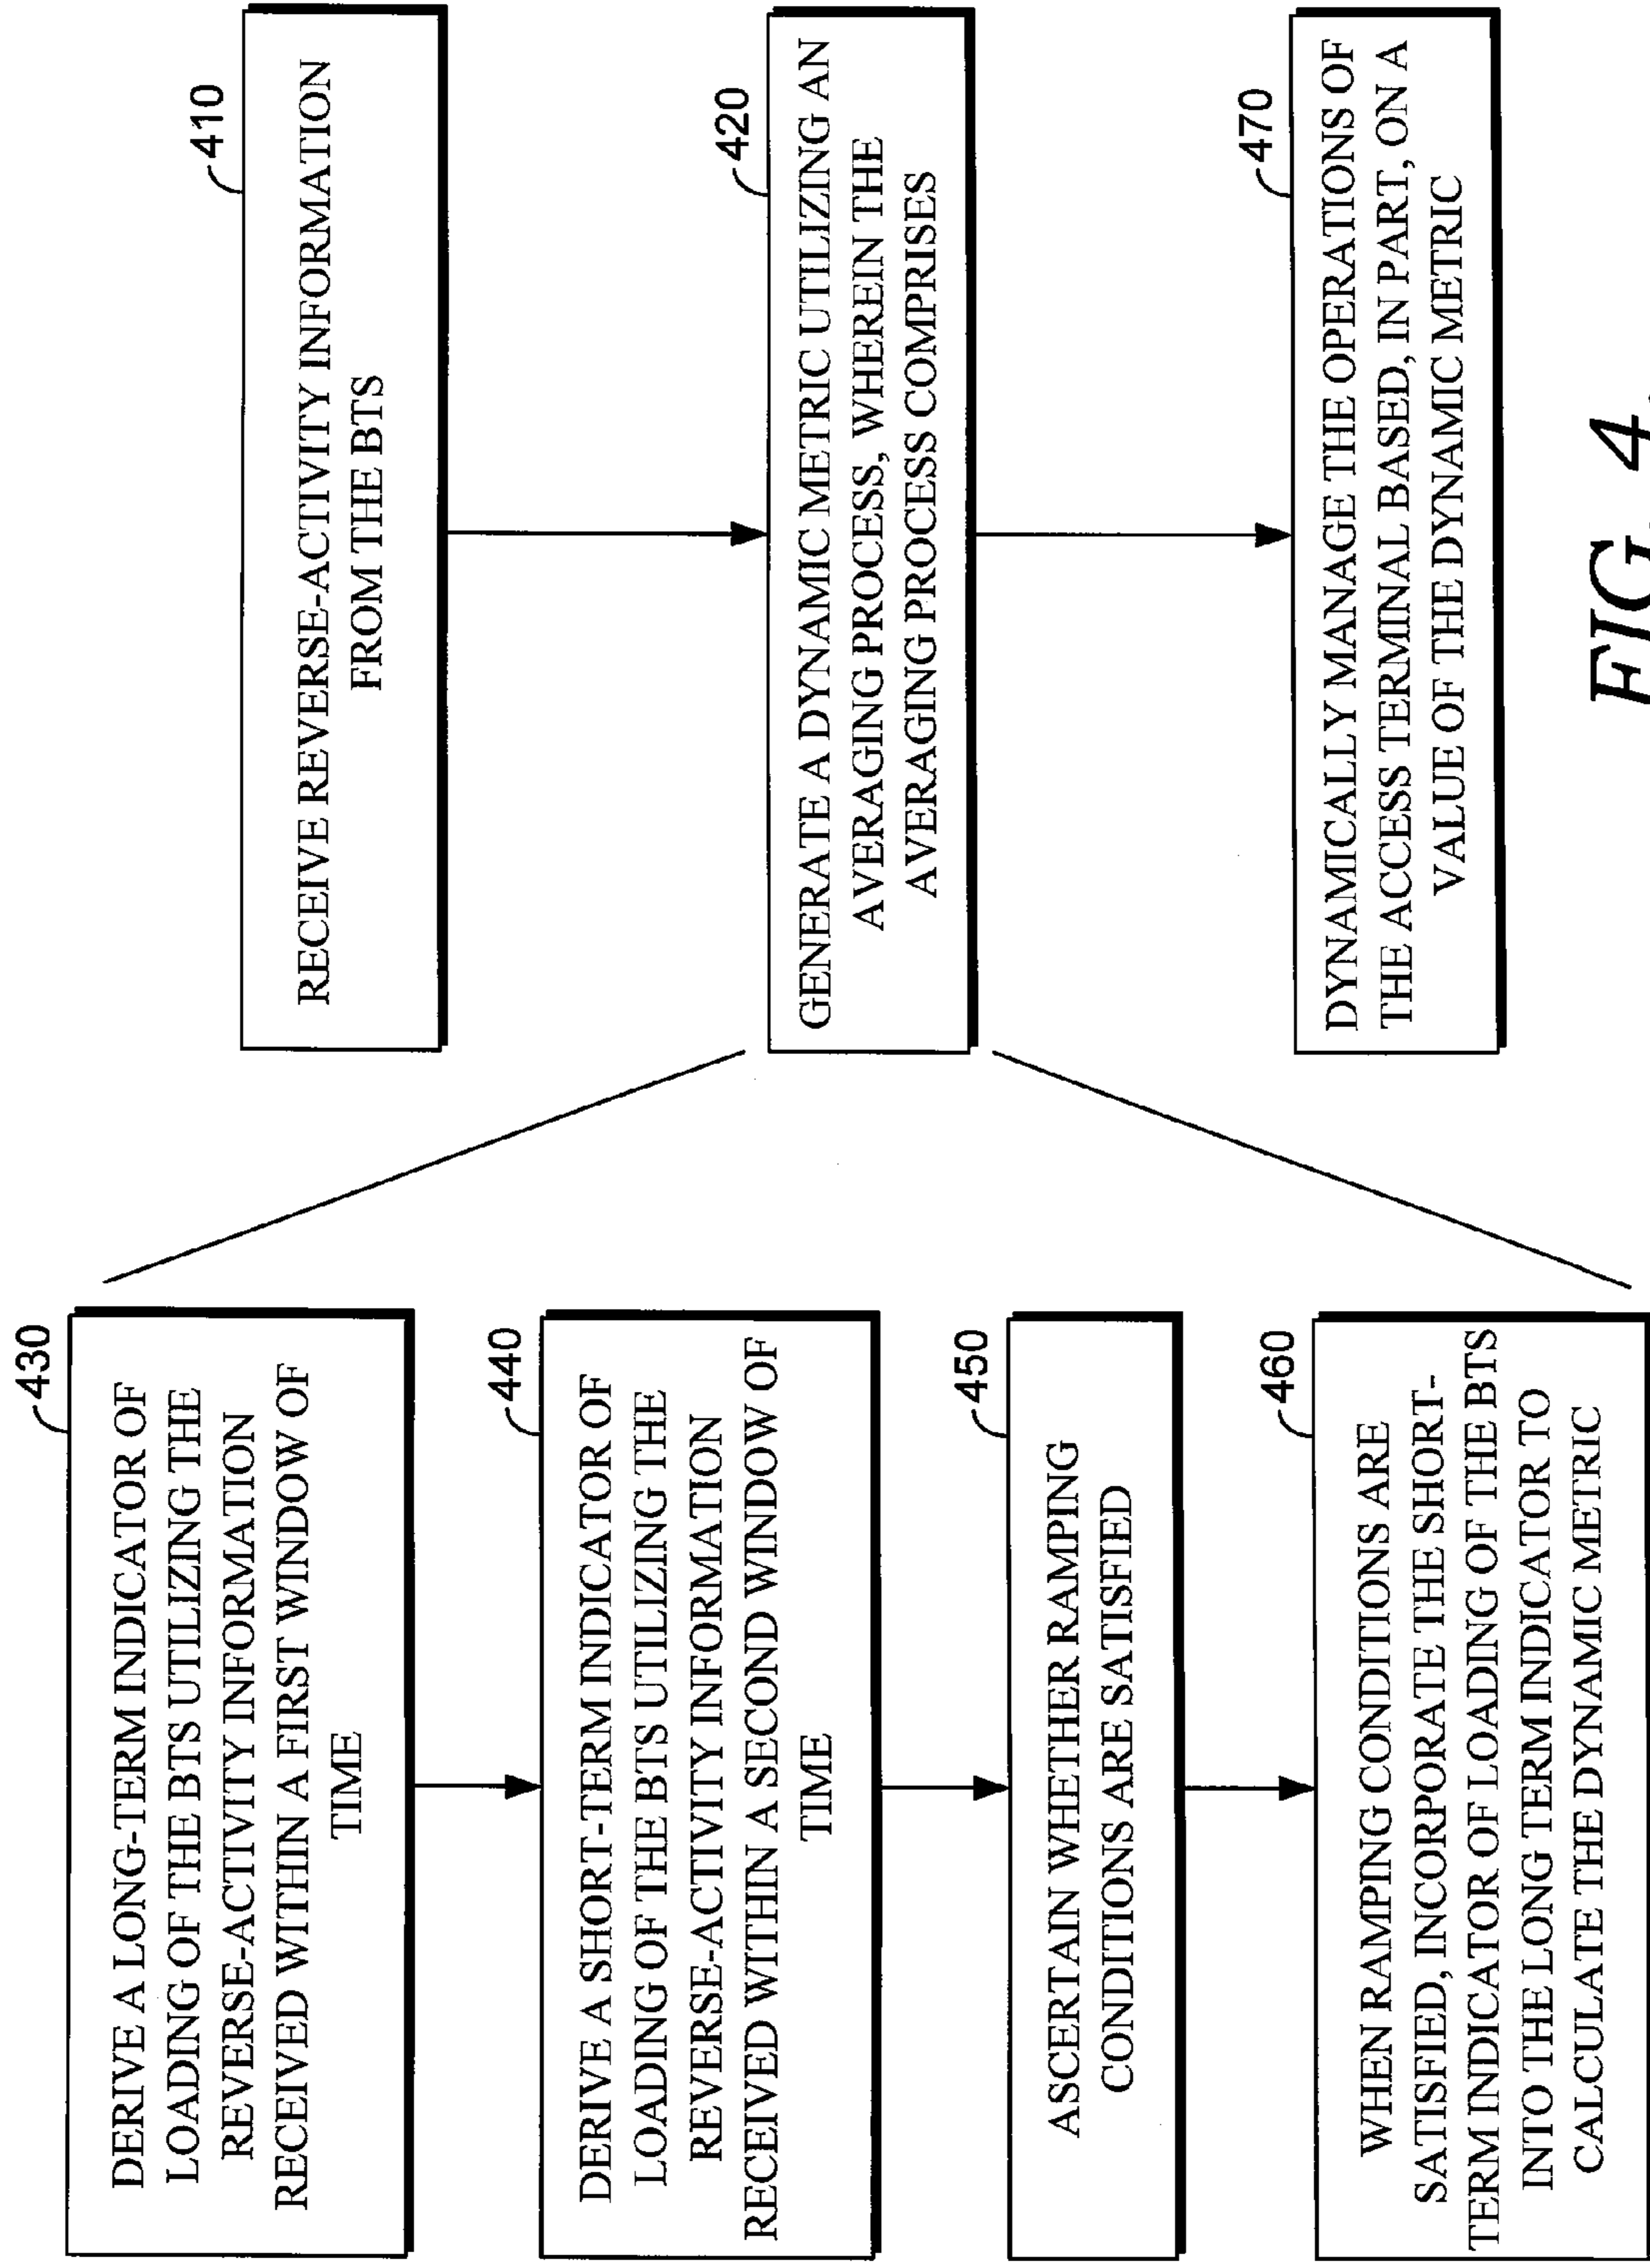 410
RECEIVE REVERSE-ACTIVITY INFORMATION
FROM THE BTS
420
GENERATE A DYNAMIC METRIC UTILIZING AN
AVERAGING PROCESS, WHEREIN THE
AVERAGING PROCESS COMPRISES
430
DERIVE A LONG-TERM INDICATOR OF
LOADING OF THE BTS UTILIZING THE
REVERSE-ACTIVITY INFORMATION
RECEIVED WITHIN A FIRST WINDOW OF
TIME
440
DERIVE A SHORT-TERM INDICATOR OF
LOADING OF THE BTS UTILIZING THE
REVERSE-ACTIVITY INFORMATION
RECEIVED WITHIN A SECOND WINDOW OF
TIME
450
ASCERTAIN WHETHER RAMPING
CONDITIONS ARE SATISFIED
460
WHEN RAMPING CONDITIONS ARE
SATISFIED, INCORPORATE THE SHORT-
TERM INDICATOR OF LOADING OF THE BTS
INTO THE LONG TERM INDICATOR TO
CALCULATE THE DYNAMIC METRIC
470
DYNAMICALLY MANAGE THE OPERATIONS OF
THE ACCESS TERMINAL BASED, IN PART, ON A
VALUE OF THE DYNAMIC METRIC
FIG. 4.